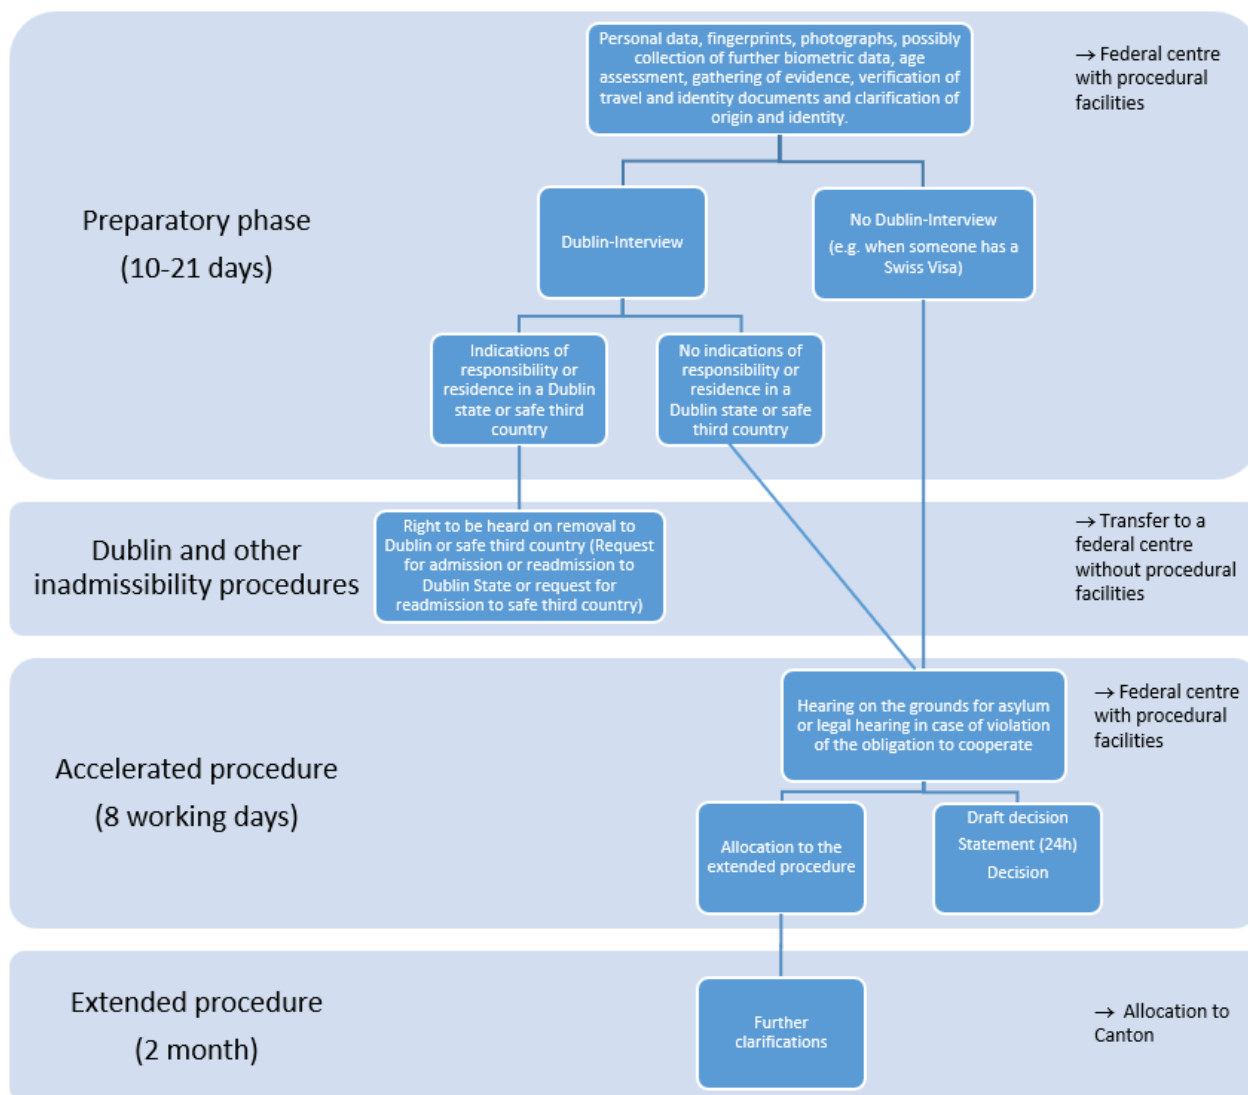 Personal data, fingerprints, photographs, possibly
collection of further biometric data, age
assessment, gathering of evidence, verification of
travel and identity documents and clarification of
origin and identity.
→ Federal centre
with procedural
facilities
Preparatory phase
(10-21 days)
Dublin-Interview
No Dublin-Interview
(e.g. when someone has a
Swiss Visa)
Indications of
responsibility or
residence in a Dublin
state or safe third
country
No indications of
responsibility or
residence in a
Dublin state or safe
third country
Dublin and other
inadmissibility procedures
Right to be heard on removal to
Dublin or safe third country (Request
for admission or readmission to
Dublin State or request for
readmission to safe third country)
→ Transfer to a
federal centre
without procedural
facilities
Accelerated procedure
(8 working days)
Hearing on the grounds for asylum
or legal hearing in case of violation
of the obligation to cooperate
→ Federal centre
with procedural
facilities
Allocation to the
extended procedure
Draft decision
Statement (24h)
Decision
Extended procedure
(2 month)
Further
clarifications
→ Allocation to
Canton